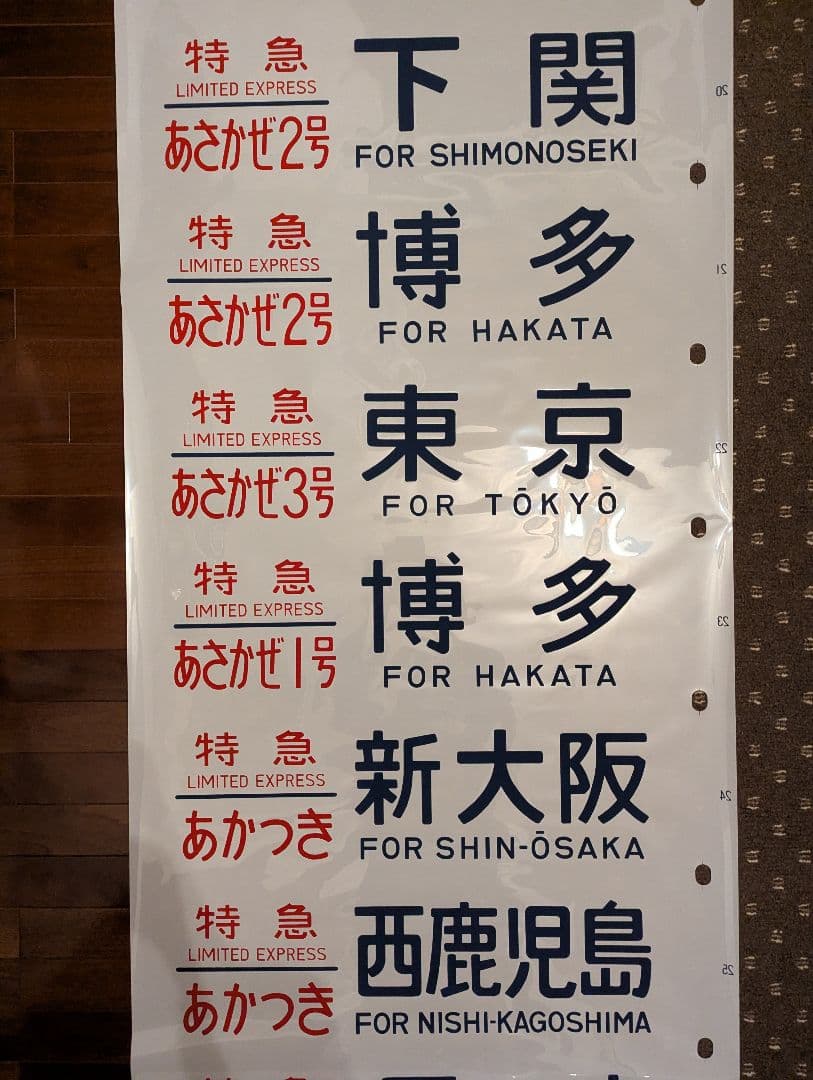 特急 下関
LIMITED EXPRESS
あさかぜ2号 FOR SHIMONOSEKI
20
特急 博多
LIMITED EXPRESS
あさかぜ2号 FOR HAKATA
21
特急 東京
LIMITED EXPRESS
あさかぜ3号 FOR TŌKYŌ
22
特急 博多
LIMITED EXPRESS
あさかぜ1号 FOR HAKATA
23
特急 新大阪
LIMITED EXPRESS
あかつき FOR SHIN-ŌSAKA
24
特急 西鹿児島
LIMITED EXPRESS
あかつき FOR NISHI-KAGOSHIMA
25
特急